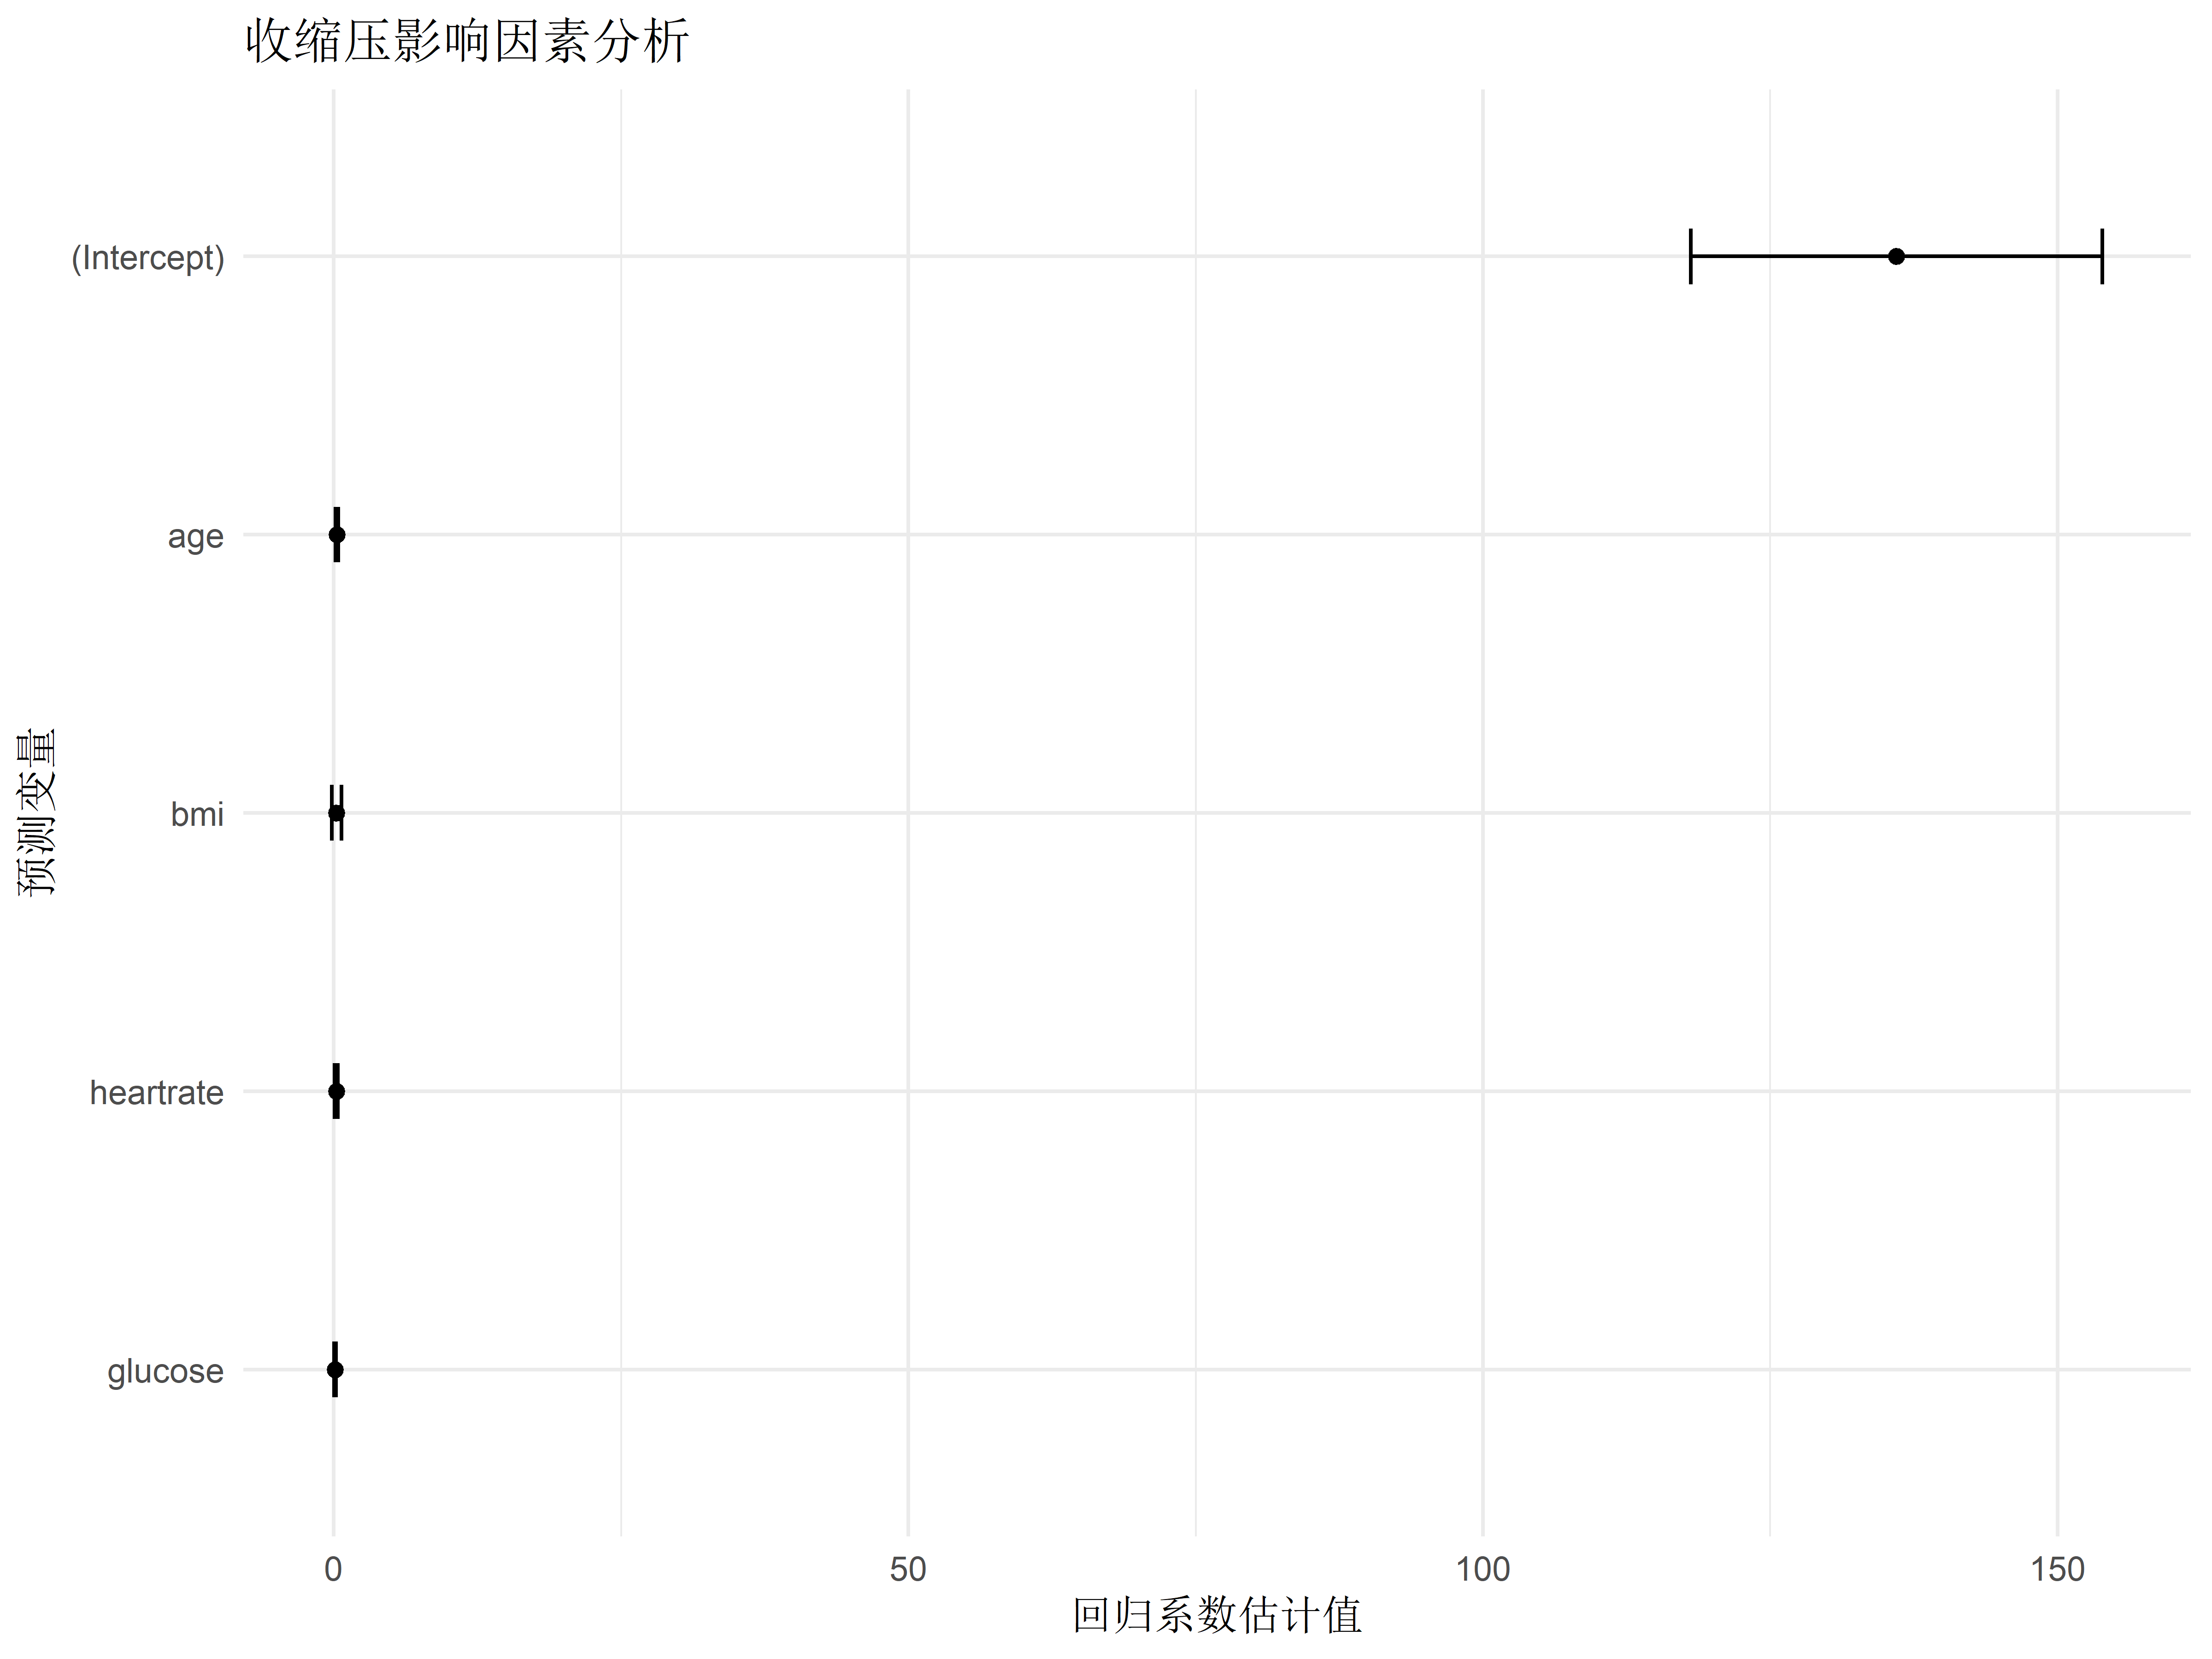 收缩压影响因素分析
预测变量
(Intercept)
age
bmi
heartrate
glucose
0
50
100
150
回归系数估计值